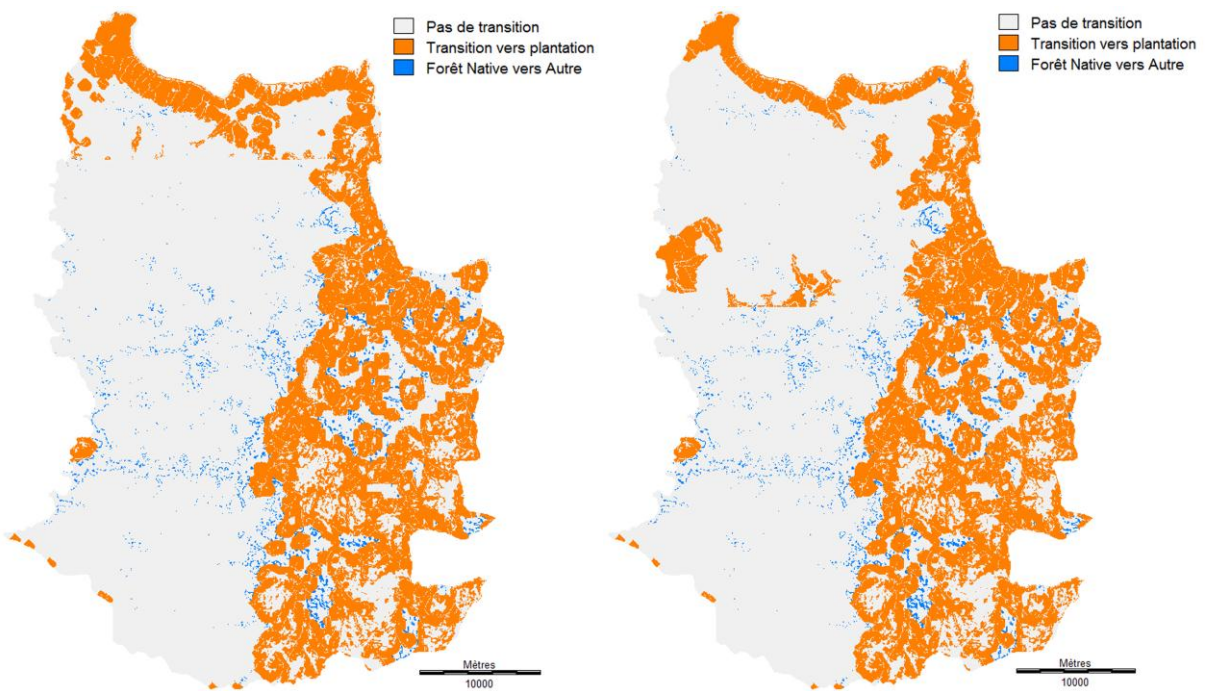 Pas de transition
Transition vers plantation
Forêt Native vers Autre
Mètres
10000
Pas de transition
Transition vers plantation
Forêt Native vers Autre
Mètres
10000